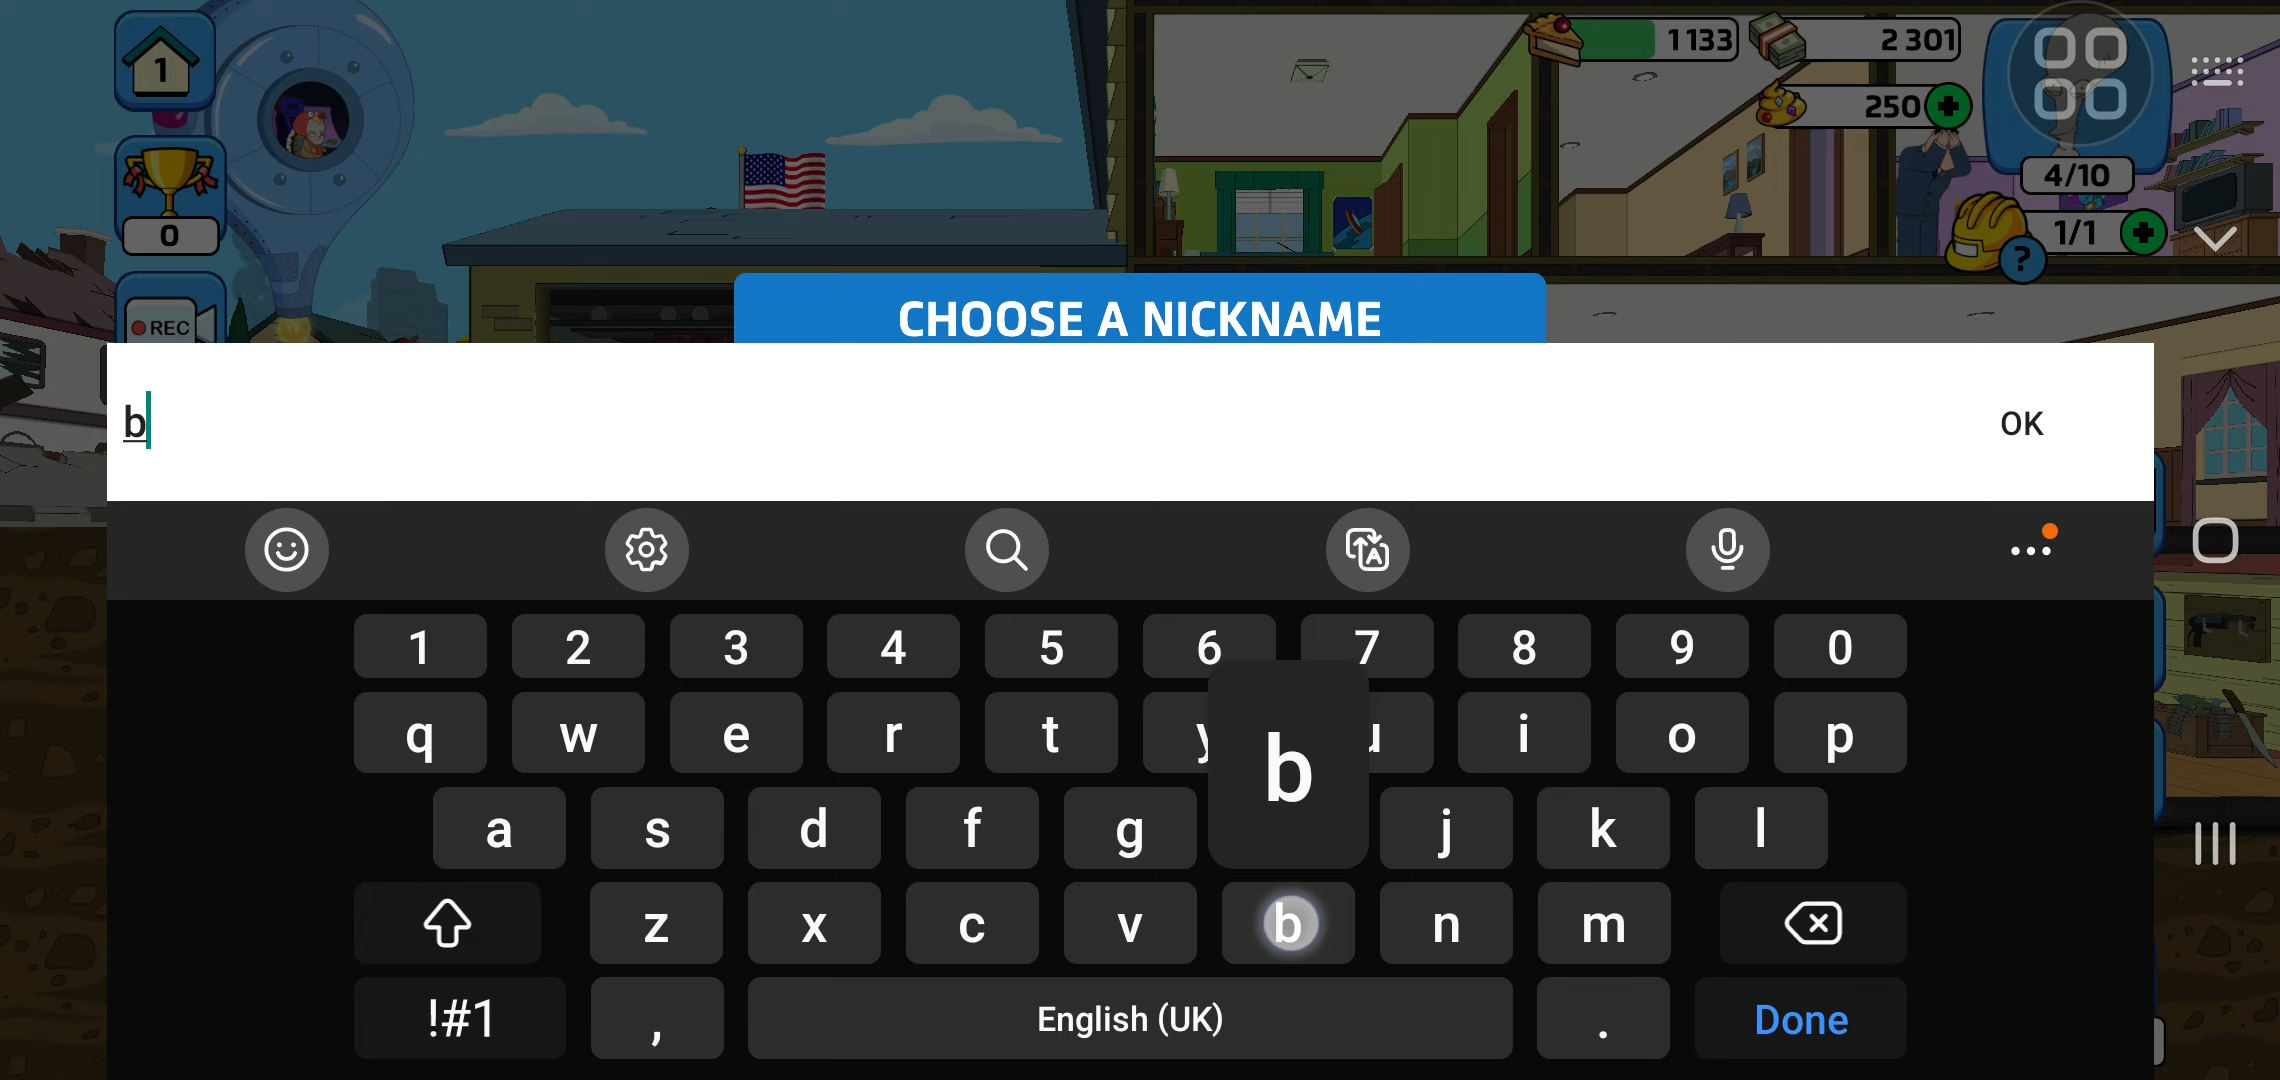 1
1133
2 301
250
4/10
0
1/1
?
REC
CHOOSE A NICKNAME
b
OK
1 2 3 4 5 6 7 8 9 0
q w e r t y u i o p
b
a s d f g j k l
z x c v b n m
!#1 , English (UK) . Done